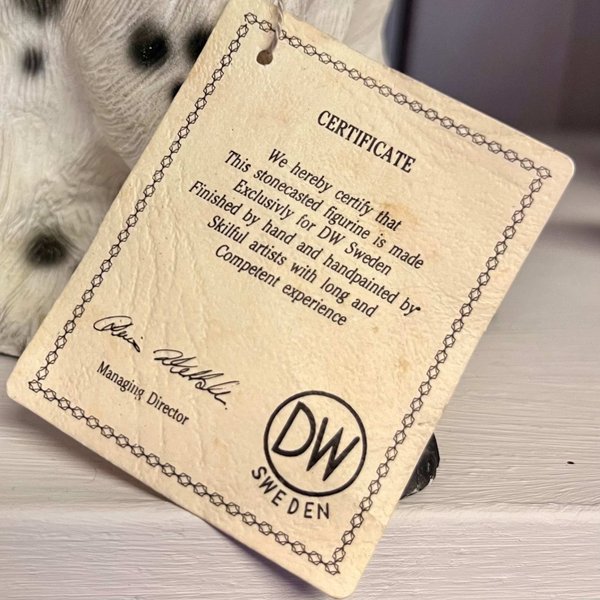 CERTIFICATE
We hereby certify that
This stonecasted figurine is made
Exclusivly for DW Sweden
Finished by hand and handpainted by
Skilful artists with long and
Competent experience
Managing Director
DW
SWEDEN